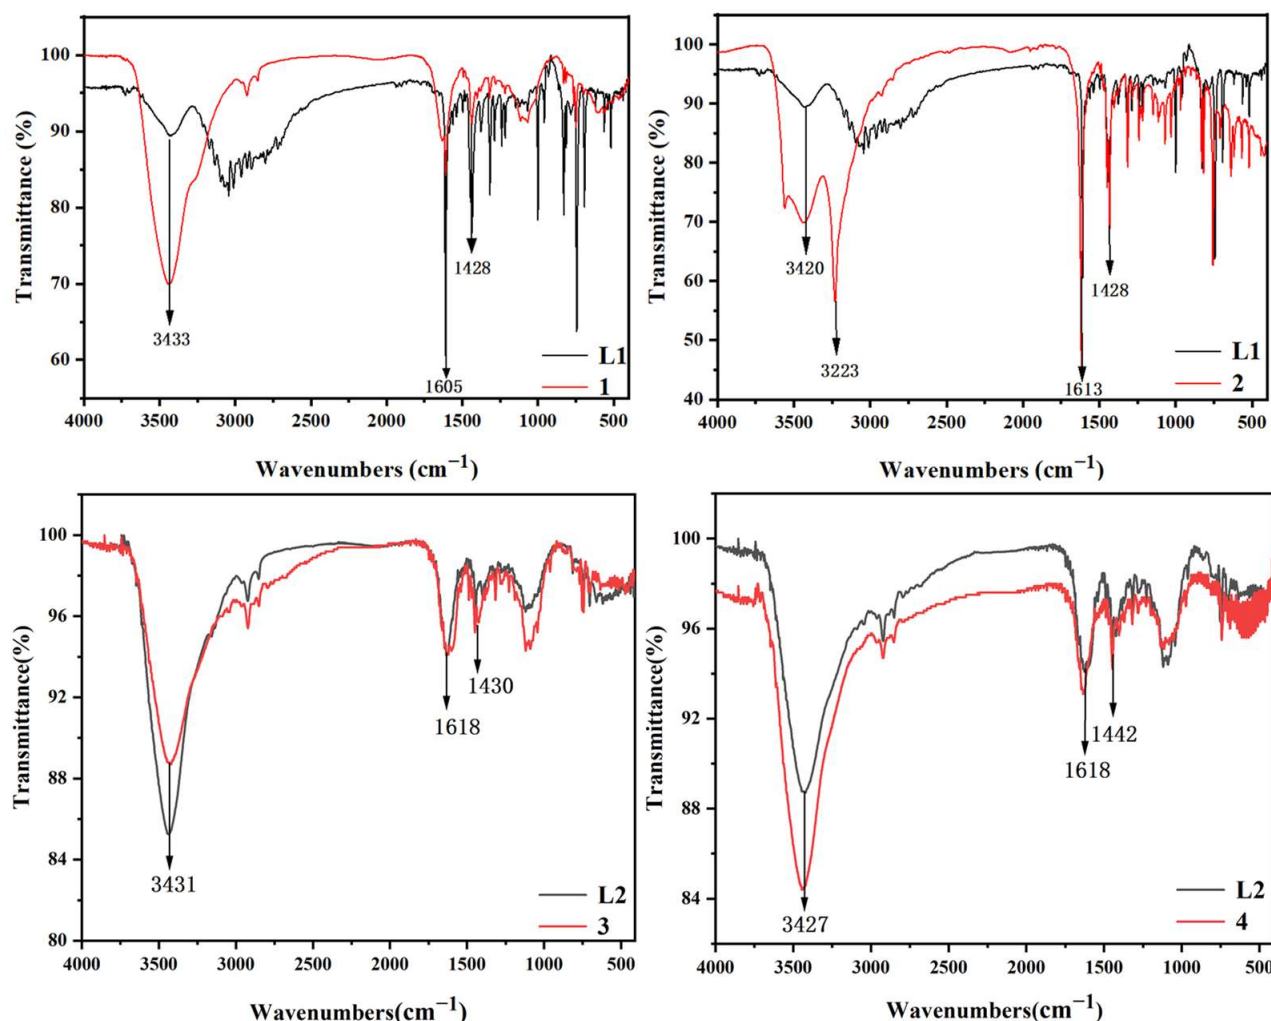 100
90
80
70
60
Transmittance (%)
3433
1605
1428
L1
1
4000 3500 3000 2500 2000 1500 1000 500
Wavenumbers (cm⁻¹)
100
90
80
70
60
50
40
Transmittance (%)
3420
3223
1613
1428
L1
2
4000 3500 3000 2500 2000 1500 1000 500
Wavenumbers (cm⁻¹)
100
96
92
88
84
80
Transmittance(%)
3431
1618
1430
L2
3
4000 3500 3000 2500 2000 1500 1000 500
Wavenumbers(cm⁻¹)
100
96
92
88
84
Transmittance(%)
3427
1618
1442
L2
4
4000 3500 3000 2500 2000 1500 1000 500
Wavenumbers(cm⁻¹)